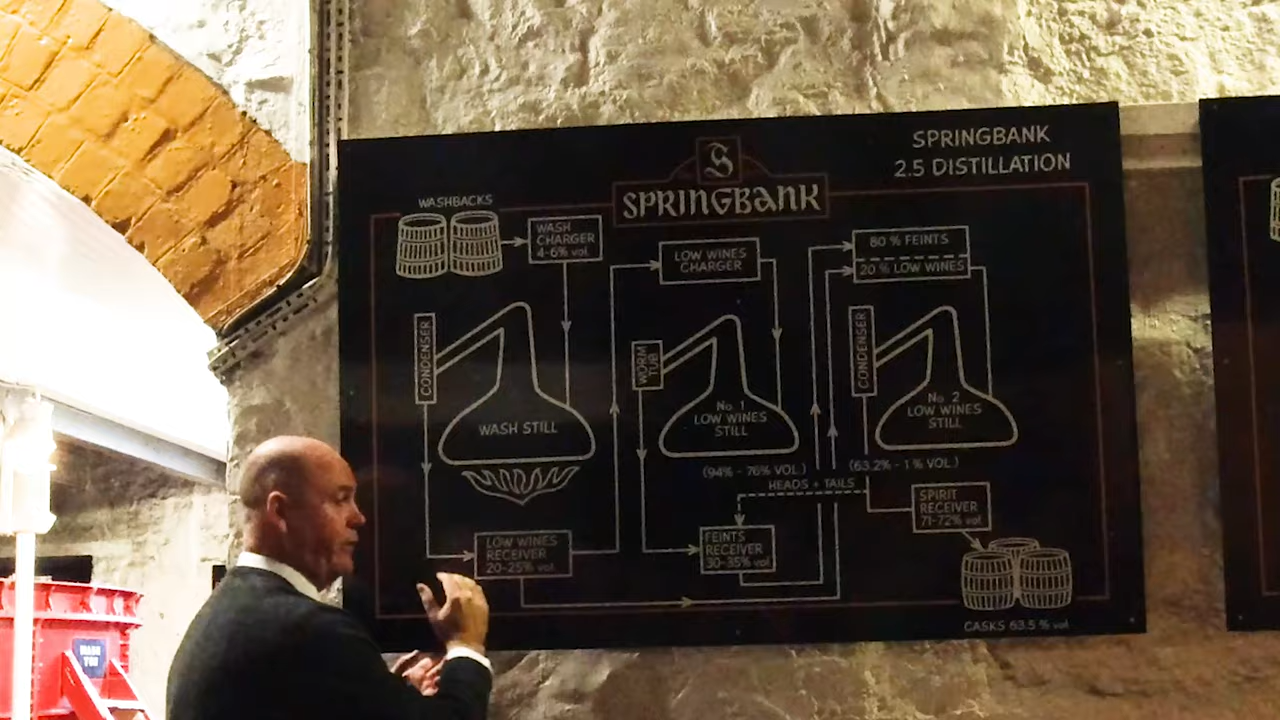 SPRINGBANK
2.5 DISTILLATION
S
SPRINGBANK
WASHBACKS
WASH
CHARGER
4-6% vol.
LOW WINES
CHARGER
80 % FEINTS
20 % LOW WINES
CONDENSER
WORM
TUB
CONDENSER
WASH STILL
No. 1
LOW WINES
STILL
No. 2
LOW WINES
STILL
(94% - 76% VOL.)
(63.2% - 1 % VOL.)
HEADS + TAILS
LOW WINES
RECEIVER
20-25% vol.
FEINTS
RECEIVER
30-35% vol.
SPIRIT
RECEIVER
71-72% vol.
CASKS 63.5 % vol.
MASH
TUN